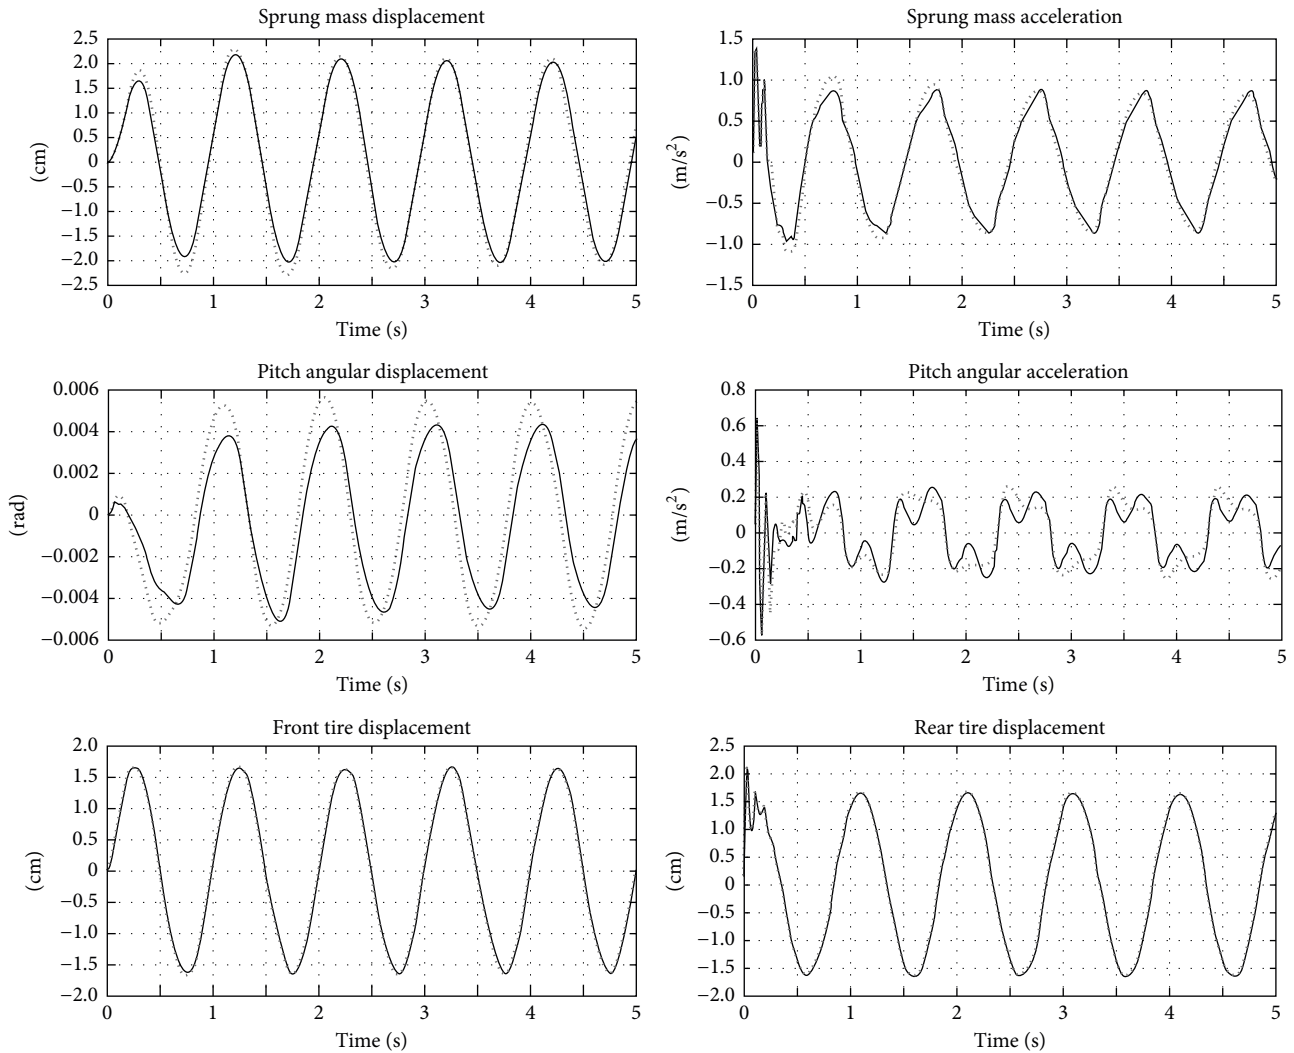 Sprung mass displacement
2.5
2.0
1.5
1.0
0.5
0
−0.5
−1.0
−1.5
−2.0
−2.5
(cm)
0 1 2 3 4 5
Time (s)
Sprung mass acceleration
1.5
1.0
0.5
0
−0.5
−1.0
−1.5
(m/s²)
0 1 2 3 4 5
Time (s)
Pitch angular displacement
0.006
0.004
0.002
0
−0.002
−0.004
−0.006
(rad)
0 1 2 3 4 5
Time (s)
Pitch angular acceleration
0.8
0.6
0.4
0.2
0
−0.2
−0.4
−0.6
(m/s²)
0 1 2 3 4 5
Time (s)
Front tire displacement
2.0
1.5
1.0
0.5
0
−0.5
−1.0
−1.5
−2.0
(cm)
0 1 2 3 4 5
Time (s)
Rear tire displacement
2.5
2.0
1.5
1.0
0.5
0
−0.5
−1.0
−1.5
−2.0
(cm)
0 1 2 3 4 5
Time (s)